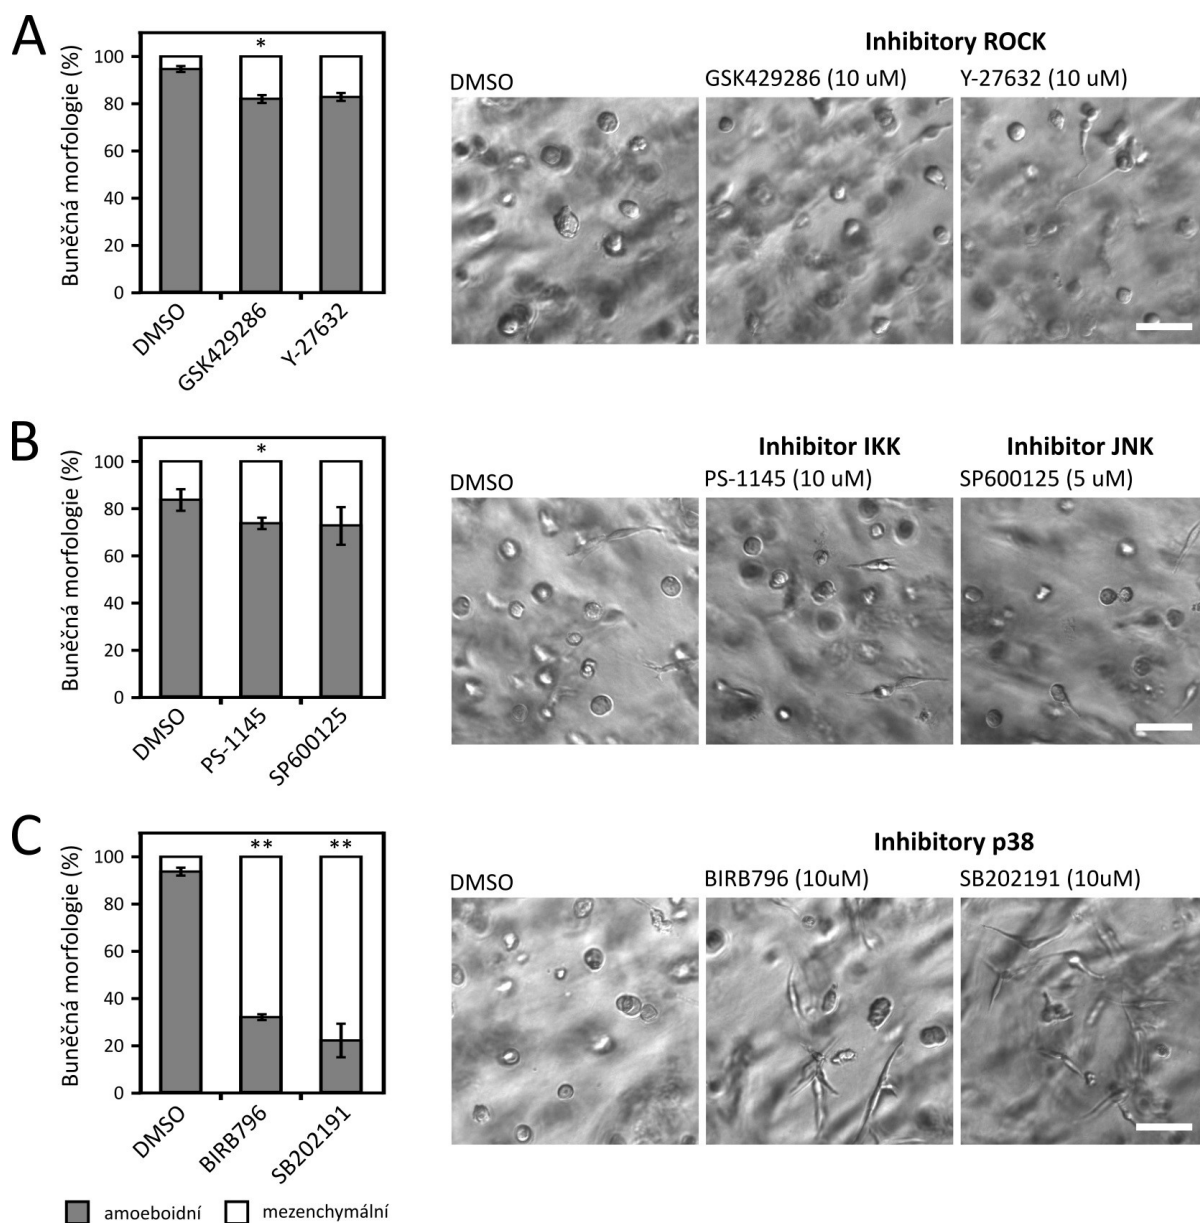 A
Buněčná morfologie (%)
100
80
60
40
20
0
*
DMSO
GSK429286
Y-27632
Inhibitory ROCK
DMSO
GSK429286 (10 uM)
Y-27632 (10 uM)
B
Buněčná morfologie (%)
100
80
60
40
20
0
*
DMSO
PS-1145
SP600125
Inhibitor IKK
Inhibitor JNK
DMSO
PS-1145 (10 uM)
SP600125 (5 uM)
C
Buněčná morfologie (%)
100
80
60
40
20
0
**
**
DMSO
BIRB796
SB202191
Inhibitory p38
DMSO
BIRB796 (10uM)
SB202191 (10uM)
amoeboidní
mezenchymální